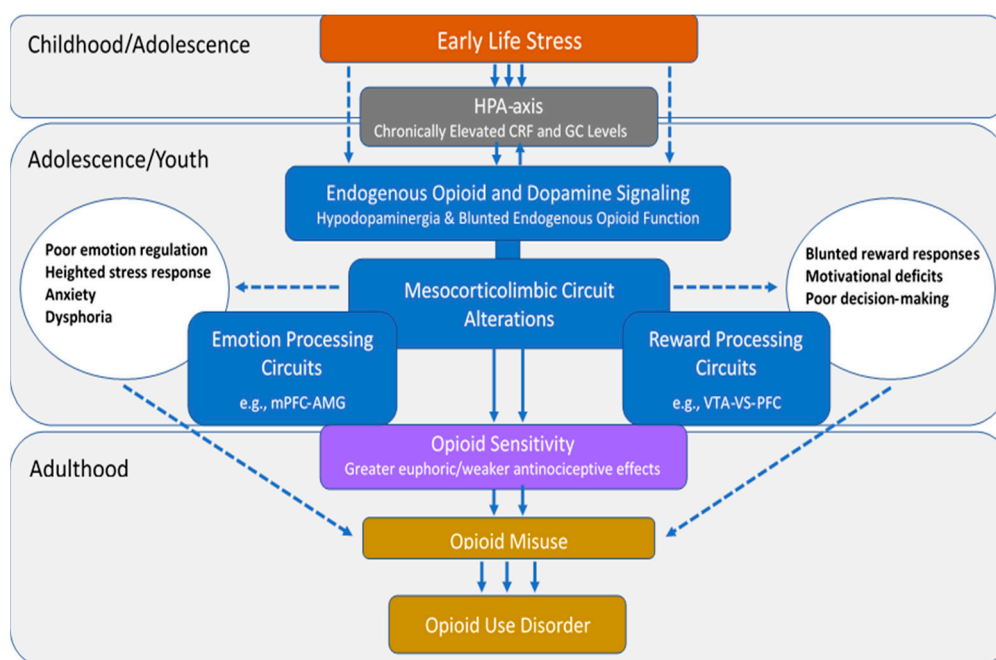 Childhood/Adolescence
Early Life Stress
HPA-axis
Chronically Elevated CRF and GC Levels
Adolescence/Youth
Endogenous Opioid and Dopamine Signaling
Hypodopaminergia & Blunted Endogenous Opioid Function
Poor emotion regulation
Heighted stress response
Anxiety
Dysphoria
Mesocorticolimbic Circuit
Alterations
Blunted reward responses
Motivational deficits
Poor decision-making
Emotion Processing
Circuits
e.g., mPFC-AMG
Reward Processing
Circuits
e.g., VTA-VS-PFC
Adulthood
Opioid Sensitivity
Greater euphoric/weaker antinociceptive effects
Opioid Misuse
Opioid Use Disorder